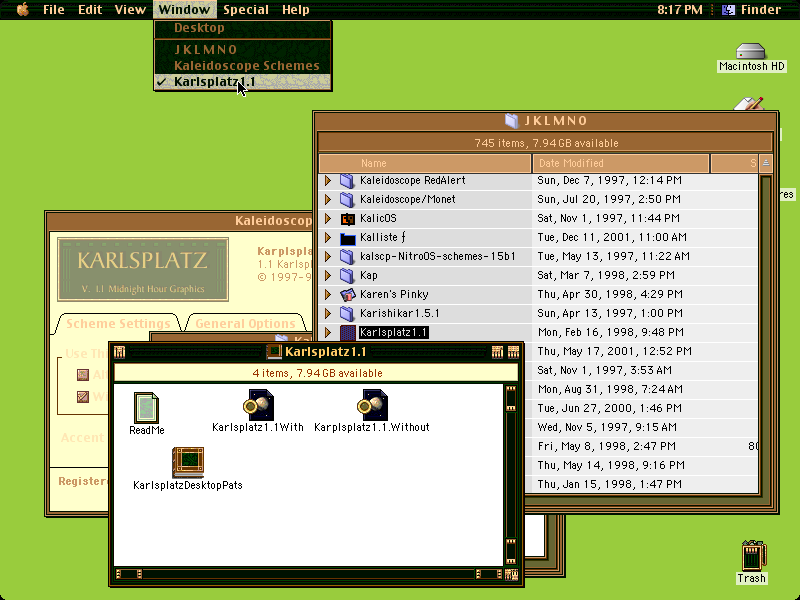 File Edit View Window Special Help 8:17 PM Finder
Desktop
JKLMNO
Kaleidoscope Schemes
✓ Karlsplatz1.1
Macintosh HD
JKLMNO
745 items, 7.94 GB available
Name Date Modified S
Kaleidoscope RedAlert Sun, Dec 7, 1997, 12:14 PM
Kaleidoscope/Monet Sun, Jul 20, 1997, 2:50 PM
KalicOS Sat, Nov 1, 1997, 11:44 PM
Kalliste ƒ Tue, Dec 11, 2001, 11:00 AM
kalscp-NitroOS-schemes-15b1 Tue, May 13, 1997, 11:22 AM
Kap Sat, Mar 7, 1998, 2:59 PM
Karen's Pinky Thu, Apr 30, 1998, 4:29 PM
Karishikar1.5.1 Sun, Apr 13, 1997, 1:00 PM
Karlsplatz1.1 Mon, Feb 16, 1998, 9:48 PM
Thu, May 17, 2001, 12:52 PM
Sat, Nov 1, 1997, 3:53 AM
Mon, Aug 31, 1998, 7:24 AM
Tue, Jun 27, 2000, 1:46 PM
Wed, Nov 5, 1997, 9:15 AM
Fri, May 8, 1998, 2:47 PM 80
Thu, May 14, 1998, 9:16 PM
Thu, Jan 15, 1998, 1:47 PM
res
Kaleidoscop
KARLSPLATZ
V. 1.1 Midnight Hour Graphics
Karplspla
1.1 Karlsp
© 1997-9
Scheme Settings General Options
Use The
Al
Wi
Accent
Registere
Ka
Karlsplatz1.1
4 items, 7.94 GB available
ReadMe
Karlsplatz1.1With
Karplsplatz1.1.Without
KarlsplatzDesktopPats
Trash